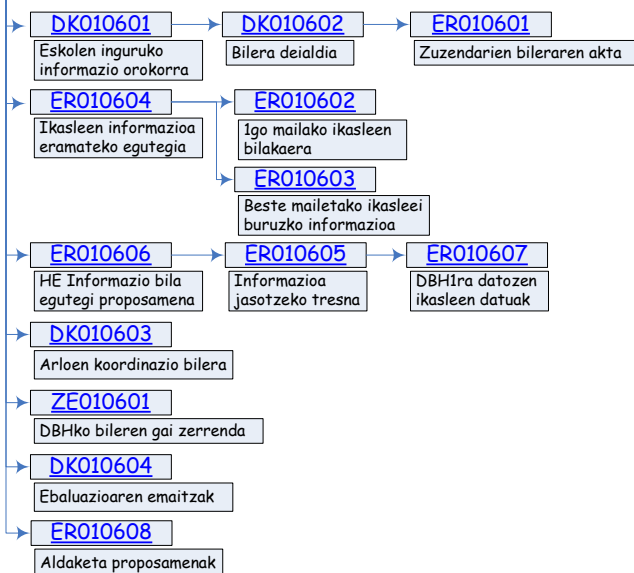 DK010601
Eskolen inguruko
informazio orokorra
DK010602
Bilera deialdia
ER010601
Zuzendarien bileraren akta
ER010604
Ikasleen informazioa
eramateko egutegia
ER010602
1go mailako ikasleen
bilakaera
ER010603
Beste mailetako ikasleei
buruzko informazioa
ER010606
HE Informazio bila
egutegi proposamena
ER010605
Informazioa
jasotzeko tresna
ER010607
DBH1ra datozen
ikasleen datuak
DK010603
Arloen koordinazio bilera
ZE010601
DBHko bileren gai zerrenda
DK010604
Ebaluazioaren emaitzak
ER010608
Aldaketa proposamenak